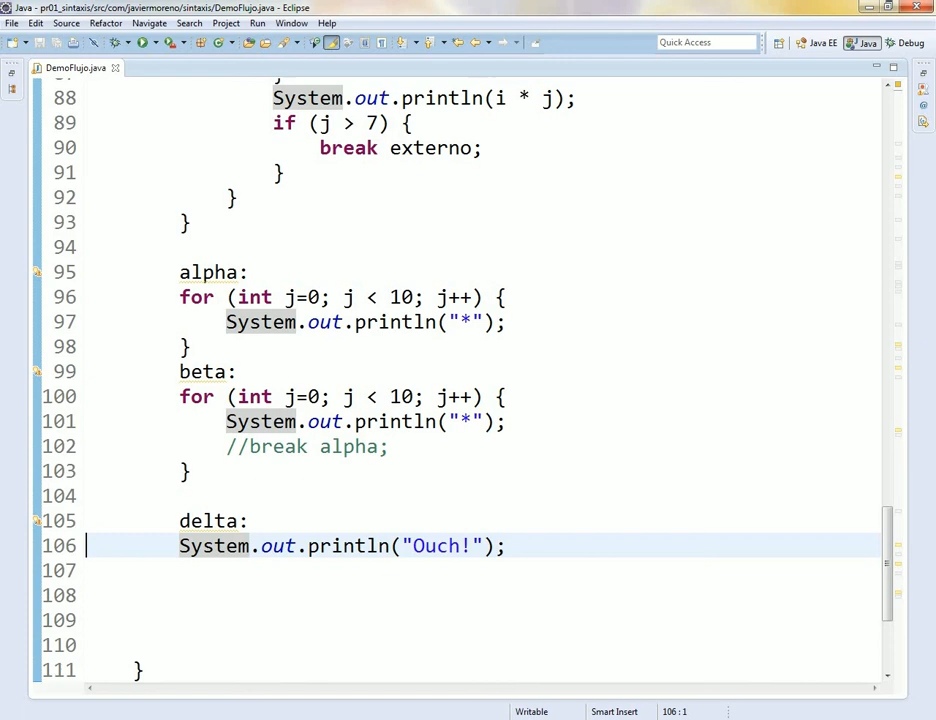 Java - pr01_sintaxis/src/com/javiermoreno/sintaxis/DemoFlujo.java - Eclipse
File Edit Source Refactor Navigate Search Project Run Window Help
Quick Access Java EE Java Debug
DemoFlujo.java
88 System.out.println(i * j);
89 if (j > 7) {
90 break externo;
91 }
92 }
93 }
94
95 alpha:
96 for (int j=0; j < 10; j++) {
97 System.out.println("*");
98 }
99 beta:
100 for (int j=0; j < 10; j++) {
101 System.out.println("*");
102 //break alpha;
103 }
104
105 delta:
106 System.out.println("Ouch!");
107
108
109
110
111 }
Writable Smart Insert 106 : 1